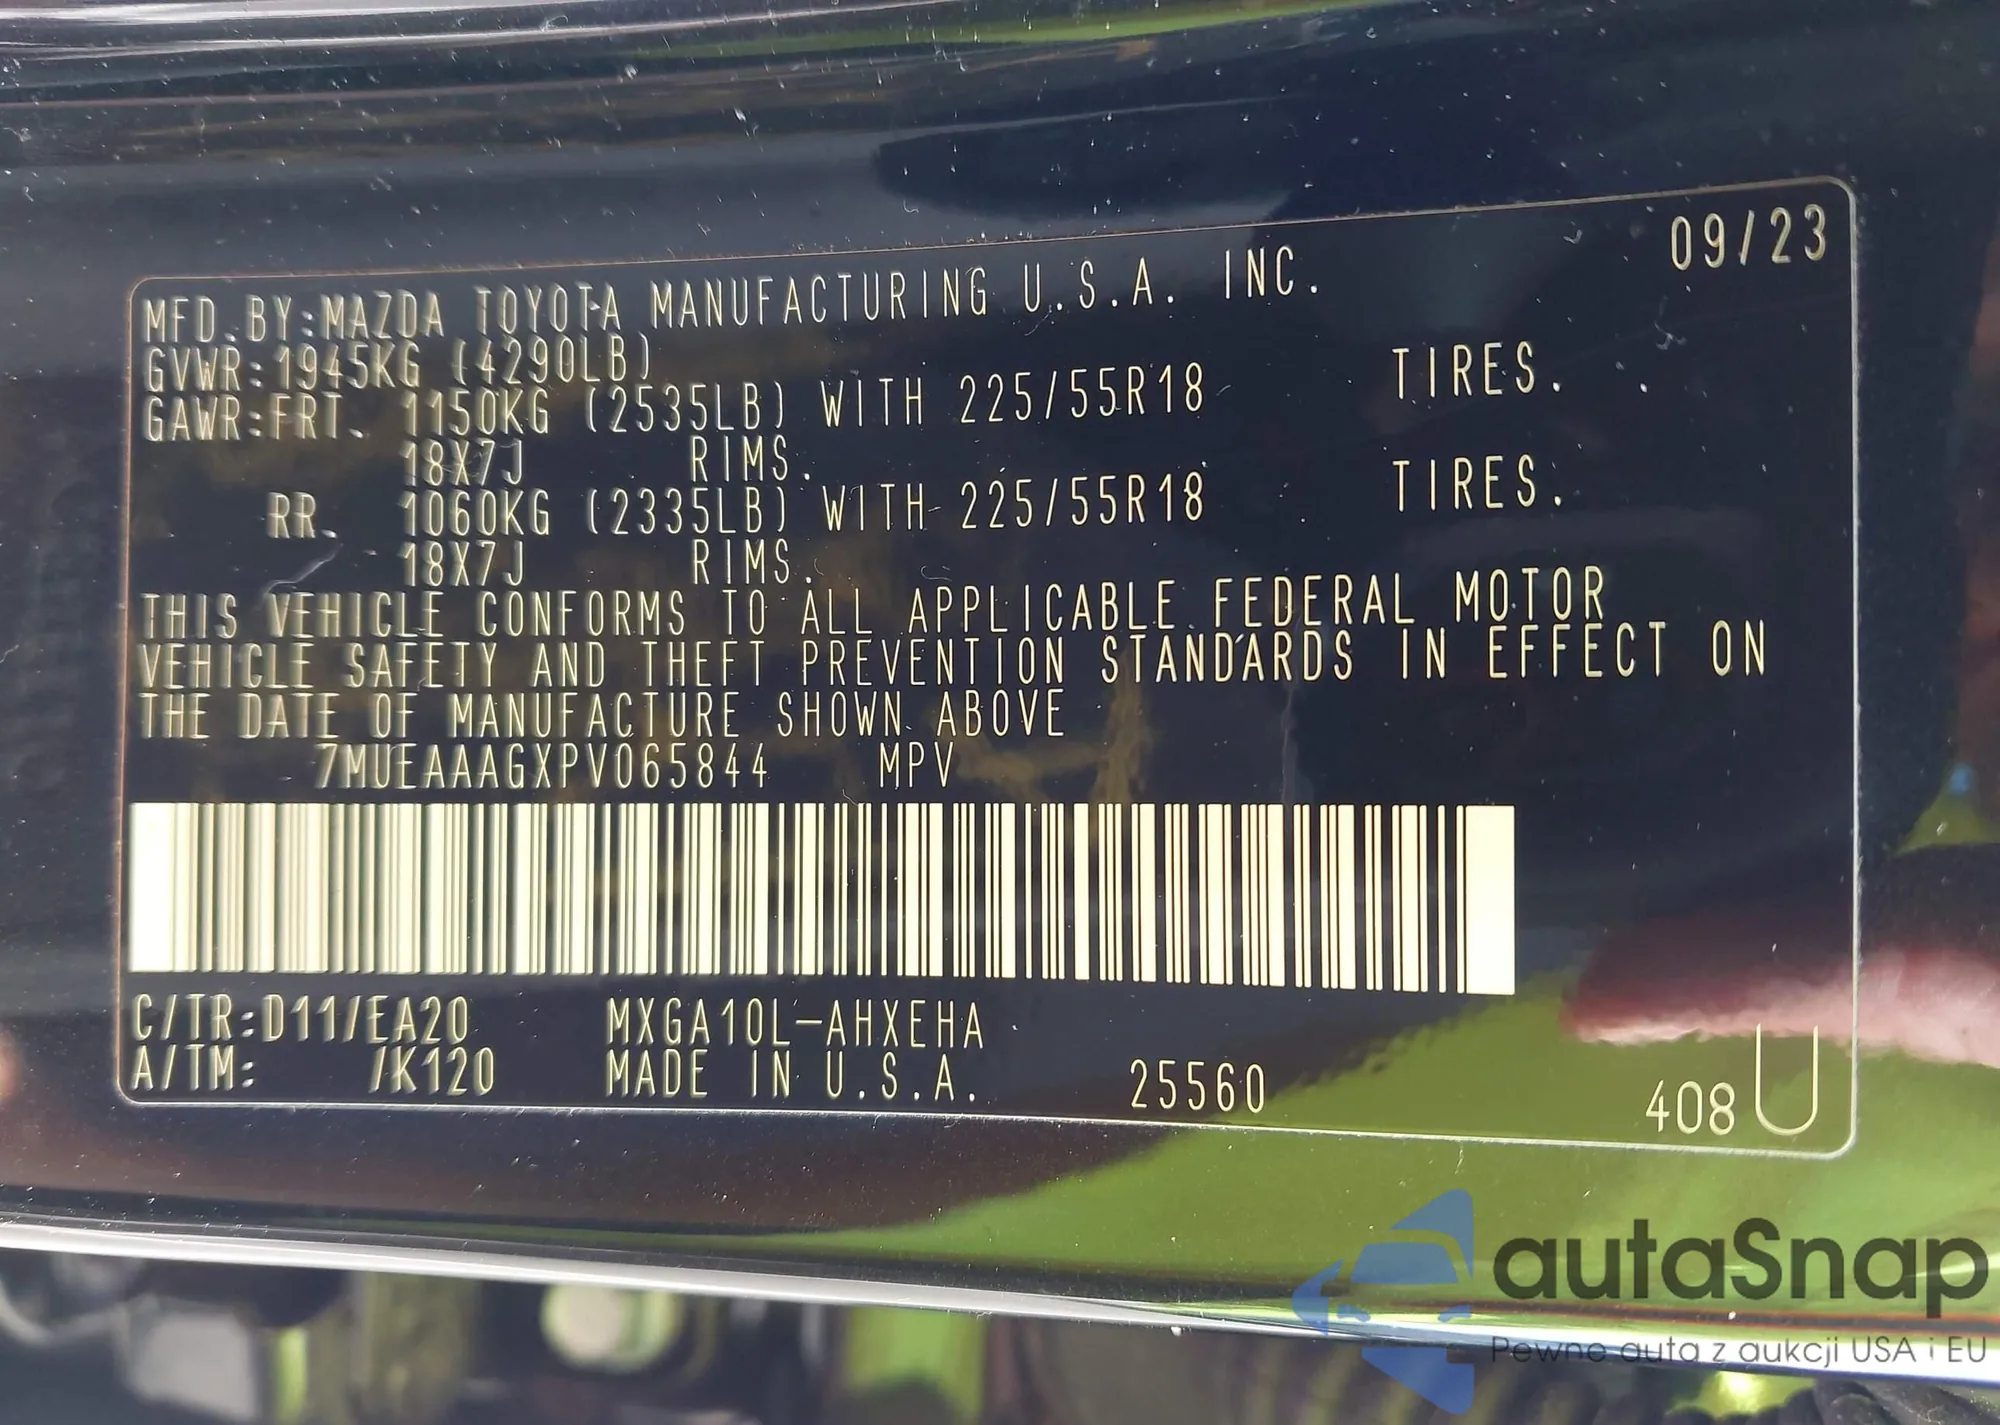 09/23
MFD.BY:MAZDA TOYOTA MANUFACTURING U.S.A. INC.
GVWR:1945KG (4290LB)
GAWR:FRT. 1150KG (2535LB) WITH 225/55R18 TIRES.
18X7J RIMS.
RR. 1060KG (2335LB) WITH 225/55R18 TIRES.
18X7J RIMS.
THIS VEHICLE CONFORMS TO ALL APPLICABLE FEDERAL MOTOR
VEHICLE SAFETY AND THEFT PREVENTION STANDARDS IN EFFECT ON
THE DATE OF MANUFACTURE SHOWN ABOVE
7MUEAAAGXPV065844 MPV
C/TR:D11/EA20 MXGA10L-AHXEHA
A/TM: /K120 MADE IN U.S.A. 25560 408 U
autaSnap
Pewne auta z aukcji USA i EU